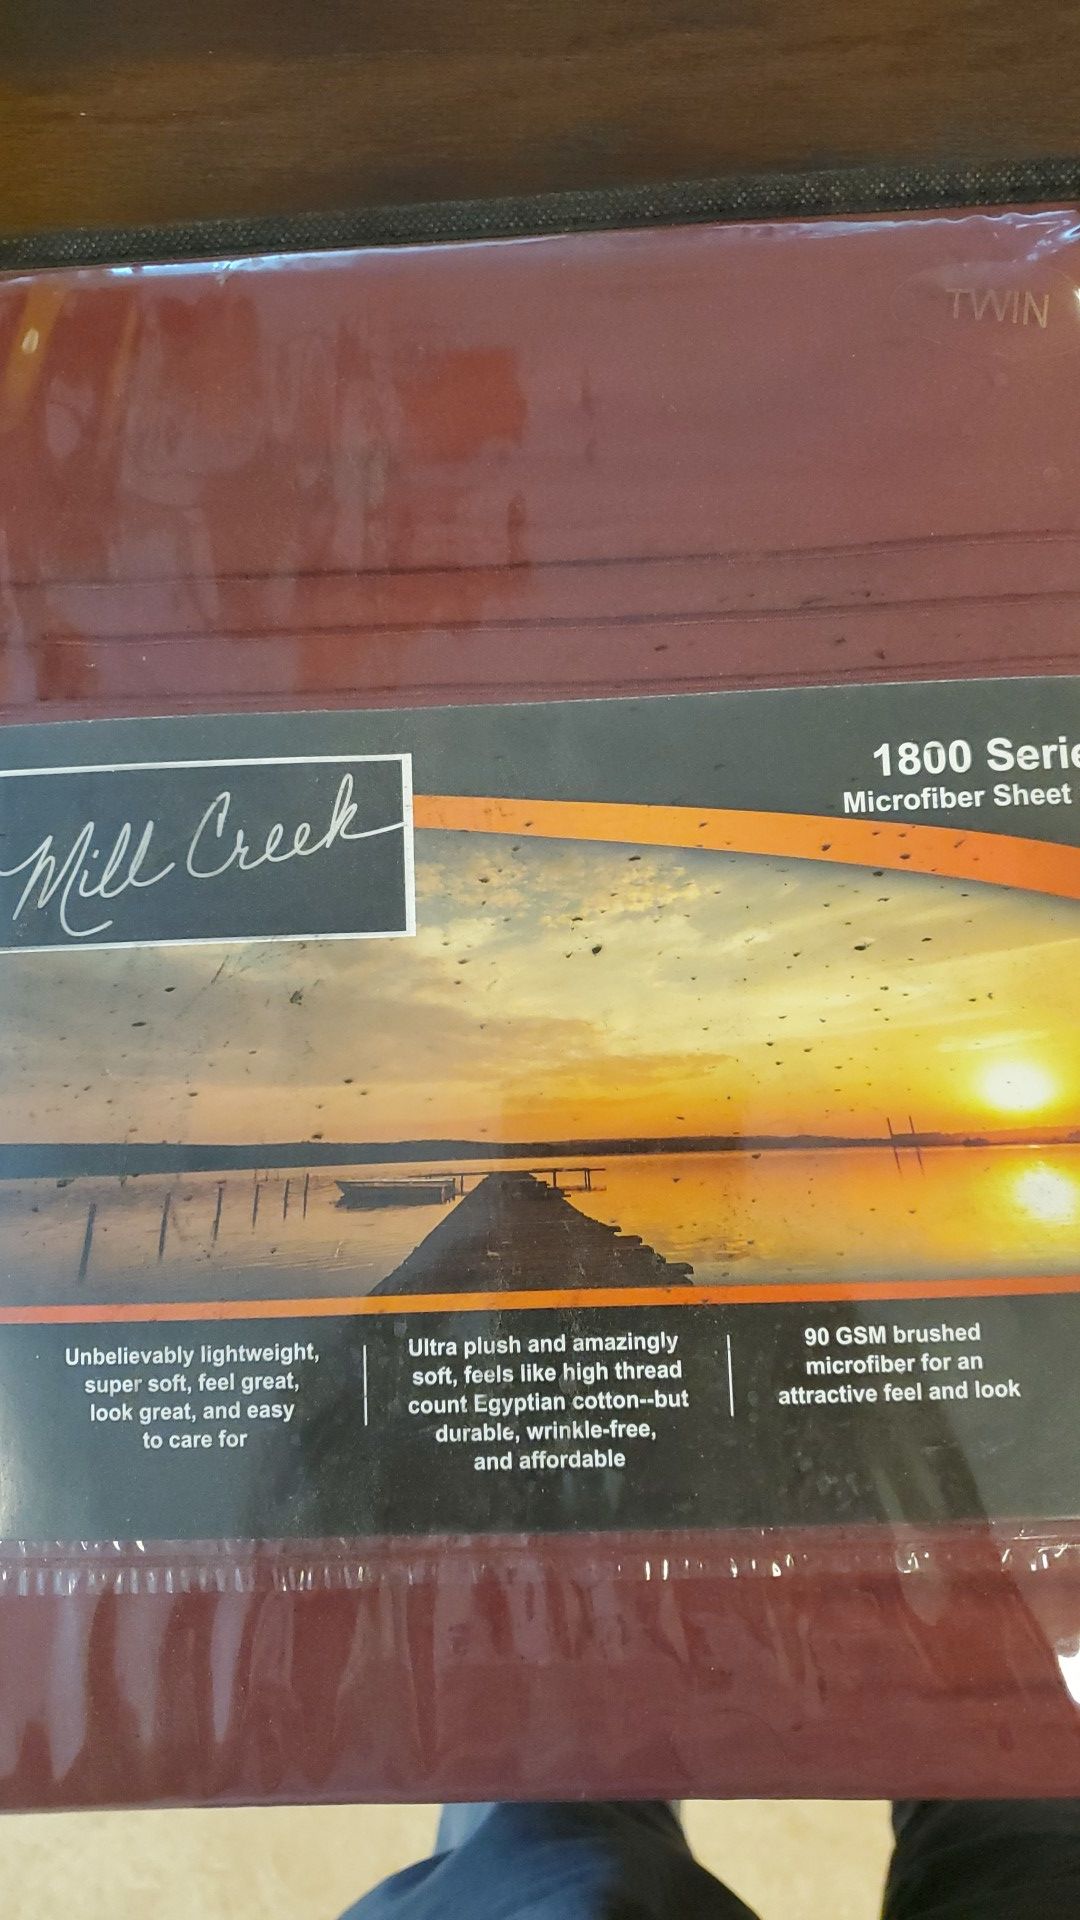 TWIN
Mill Creek
1800 Serie
Microfiber Sheet
Unbelievably lightweight,
super soft, feel great,
look great, and easy
to care for
Ultra plush and amazingly
soft, feels like high thread
count Egyptian cotton--but
durable, wrinkle-free,
and affordable
90 GSM brushed
microfiber for an
attractive feel and look